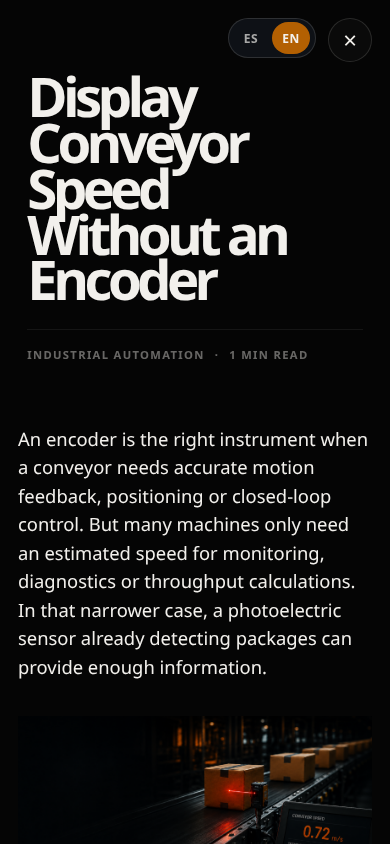 ES EN ×
Display
Conveyor
Speed
Without an
Encoder
INDUSTRIAL AUTOMATION · 1 MIN READ
An encoder is the right instrument when
a conveyor needs accurate motion
feedback, positioning or closed-loop
control. But many machines only need
an estimated speed for monitoring,
diagnostics or throughput calculations.
In that narrower case, a photoelectric
sensor already detecting packages can
provide enough information.
CONVEYOR SPEED
0.72 m/s